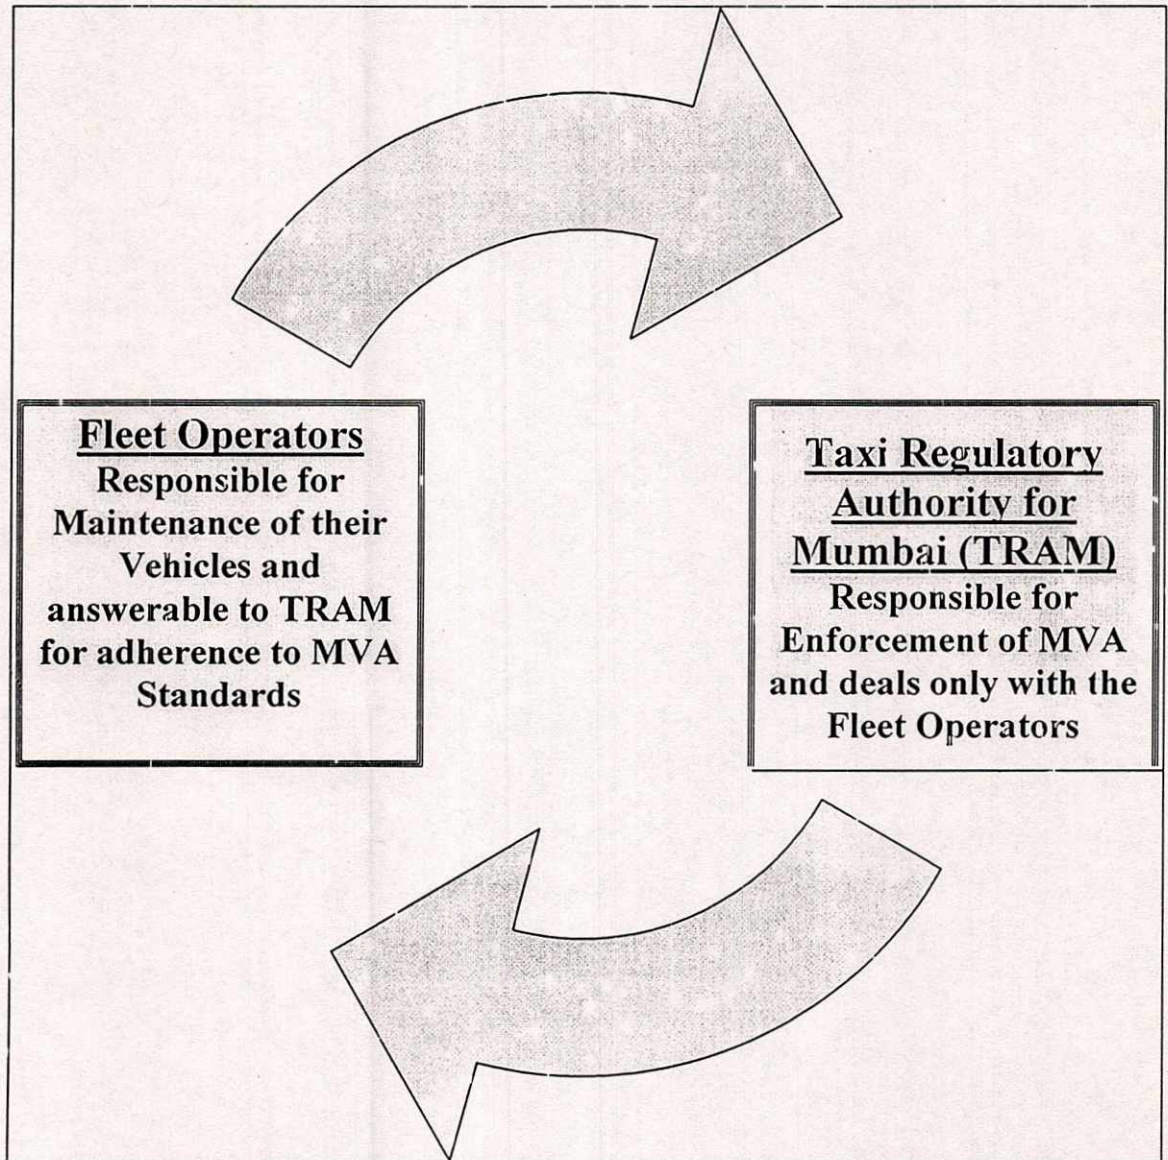 Fleet Operators
Responsible for
Maintenance of their
Vehicles and
answerable to TRAM
for adherence to MVA
Standards
Taxi Regulatory
Authority for
Mumbai (TRAM)
Responsible for
Enforcement of MVA
and deals only with the
Fleet Operators